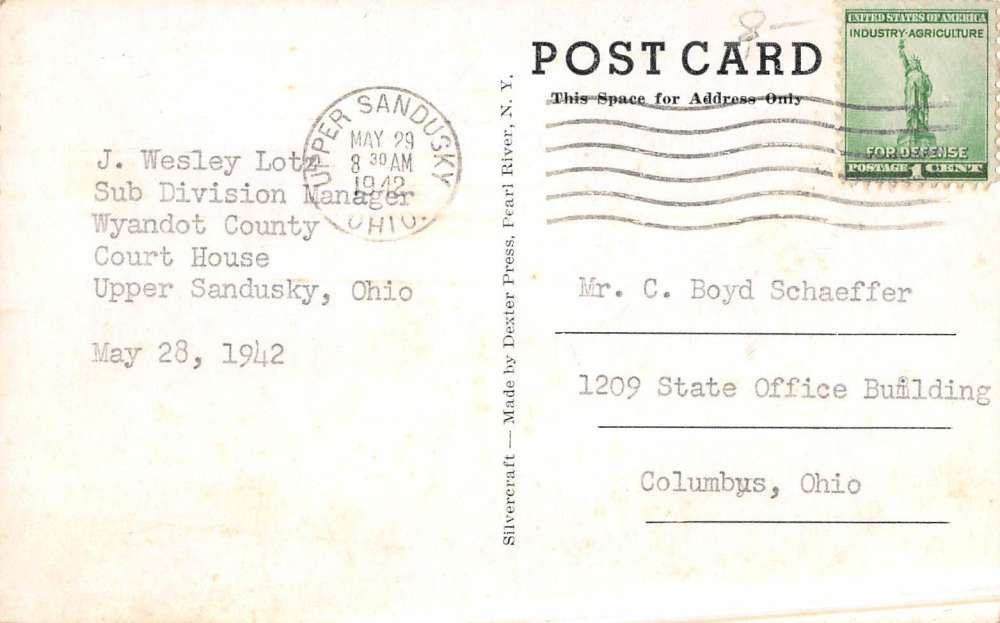 8-
POST CARD
This Space for Address Only
UNITED STATES OF AMERICA
INDUSTRY·AGRICULTURE
FOR DEFENSE
POSTAGE 1 CENT
UPPER SANDUSKY
MAY 29
8 30 AM
1942
OHIO.
J. Wesley Lotz
Sub Division Manager
Wyandot County
Court House
Upper Sandusky, Ohio
May 28, 1942
Silvercraft — Made by Dexter Press, Pearl River, N. Y.
Mr. C. Boyd Schaeffer
1209 State Office Building
Columbus, Ohio